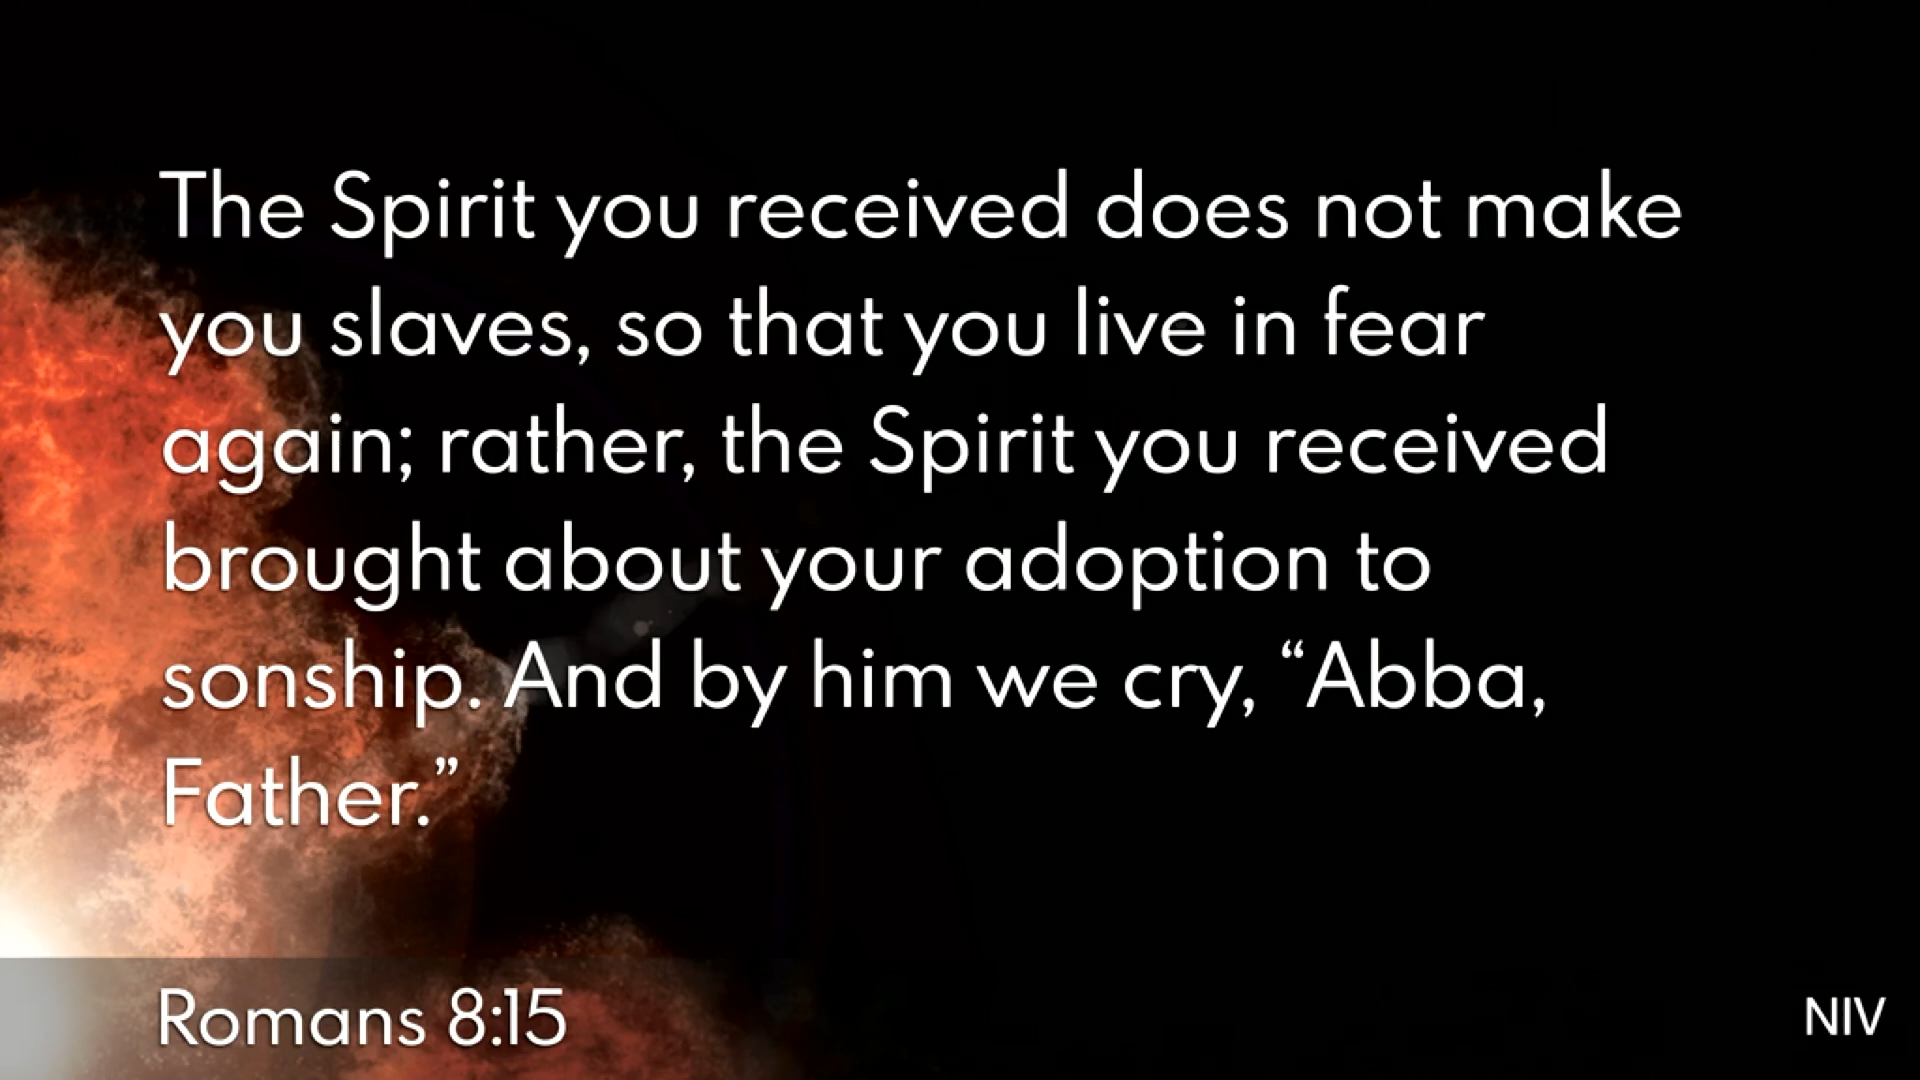 The Spirit you received does not make
you slaves, so that you live in fear
again; rather, the Spirit you received
brought about your adoption to
sonship. And by him we cry, “Abba,
Father.”
Romans 8:15
NIV